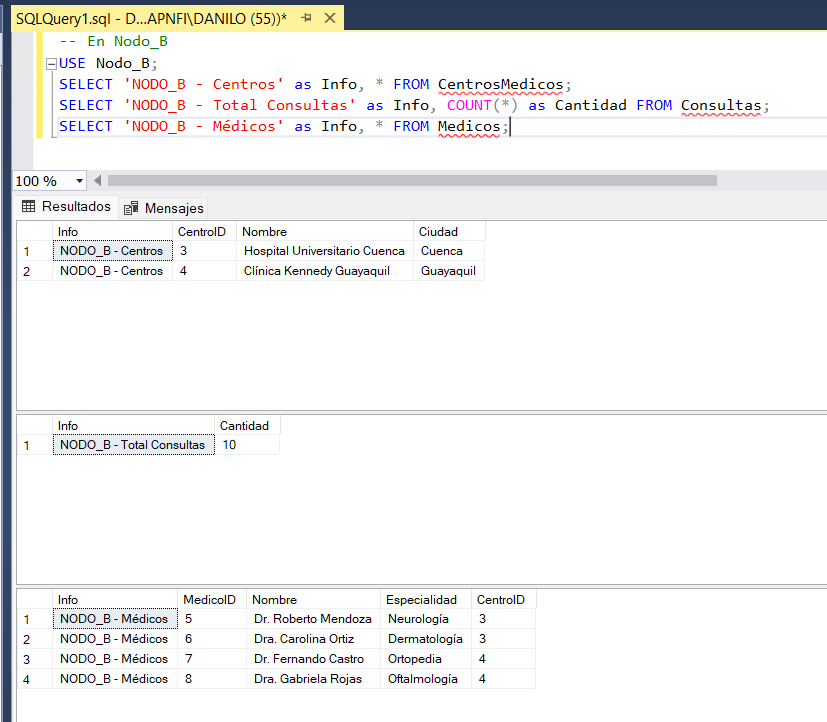 SQLQuery1.sql - D...APNFI\DANILO (55))*
-- En Nodo_B
USE Nodo_B;
SELECT 'NODO_B - Centros' as Info, * FROM CentrosMedicos;
SELECT 'NODO_B - Total Consultas' as Info, COUNT(*) as Cantidad FROM Consultas;
SELECT 'NODO_B - Médicos' as Info, * FROM Medicos;
100 %
Resultados Mensajes
Info CentroID Nombre Ciudad
1 NODO_B - Centros 3 Hospital Universitario Cuenca Cuenca
2 NODO_B - Centros 4 Clínica Kennedy Guayaquil Guayaquil
Info Cantidad
1 NODO_B - Total Consultas 10
Info MedicoID Nombre Especialidad CentroID
1 NODO_B - Médicos 5 Dr. Roberto Mendoza Neurología 3
2 NODO_B - Médicos 6 Dra. Carolina Ortiz Dermatología 3
3 NODO_B - Médicos 7 Dr. Fernando Castro Ortopedia 4
4 NODO_B - Médicos 8 Dra. Gabriela Rojas Oftalmología 4